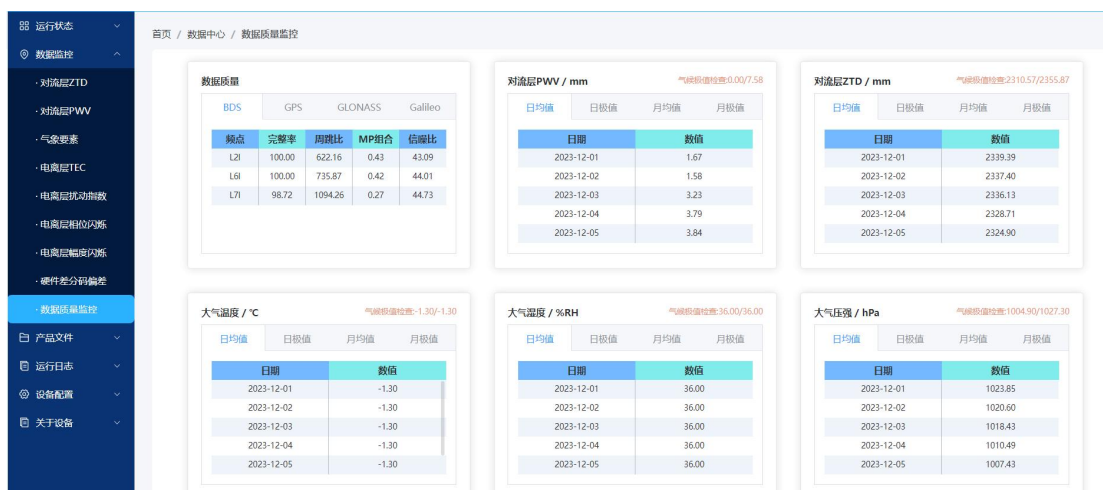 运行状态
数据监控
·对流层ZTD
·对流层PWV
·气象要素
·电离层TEC
·电离层扰动指数
·电离层相位闪烁
·电离层幅度闪烁
·硬件差分码偏差
·数据质量监控
产品文件
运行日志
设备配置
关于设备
首页 / 数据中心 / 数据质量监控
数据质量
BDS GPS GLONASS Galileo
频点 完整率 周跳比 MP组合 信噪比
L2I 100.00 622.16 0.43 43.09
L6I 100.00 735.87 0.42 44.01
L7I 98.72 1094.26 0.27 44.73
对流层PWV / mm 气候极值检查:0.00/7.58
日均值 日极值 月均值 月极值
日期 数值
2023-12-01 1.67
2023-12-02 1.58
2023-12-03 3.23
2023-12-04 3.79
2023-12-05 3.84
对流层ZTD / mm 气候极值检查:2310.57/2355.87
日均值 日极值 月均值 月极值
日期 数值
2023-12-01 2339.39
2023-12-02 2337.40
2023-12-03 2336.13
2023-12-04 2328.71
2023-12-05 2324.90
大气温度 / ℃ 气候极值检查:-1.30/-1.30
日均值 日极值 月均值 月极值
日期 数值
2023-12-01 -1.30
2023-12-02 -1.30
2023-12-03 -1.30
2023-12-04 -1.30
2023-12-05 -1.30
大气湿度 / %RH 气候极值检查:36.00/36.00
日均值 日极值 月均值 月极值
日期 数值
2023-12-01 36.00
2023-12-02 36.00
2023-12-03 36.00
2023-12-04 36.00
2023-12-05 36.00
大气压强 / hPa 气候极值检查:1004.90/1027.30
日均值 日极值 月均值 月极值
日期 数值
2023-12-01 1023.85
2023-12-02 1020.60
2023-12-03 1018.43
2023-12-04 1010.49
2023-12-05 1007.43